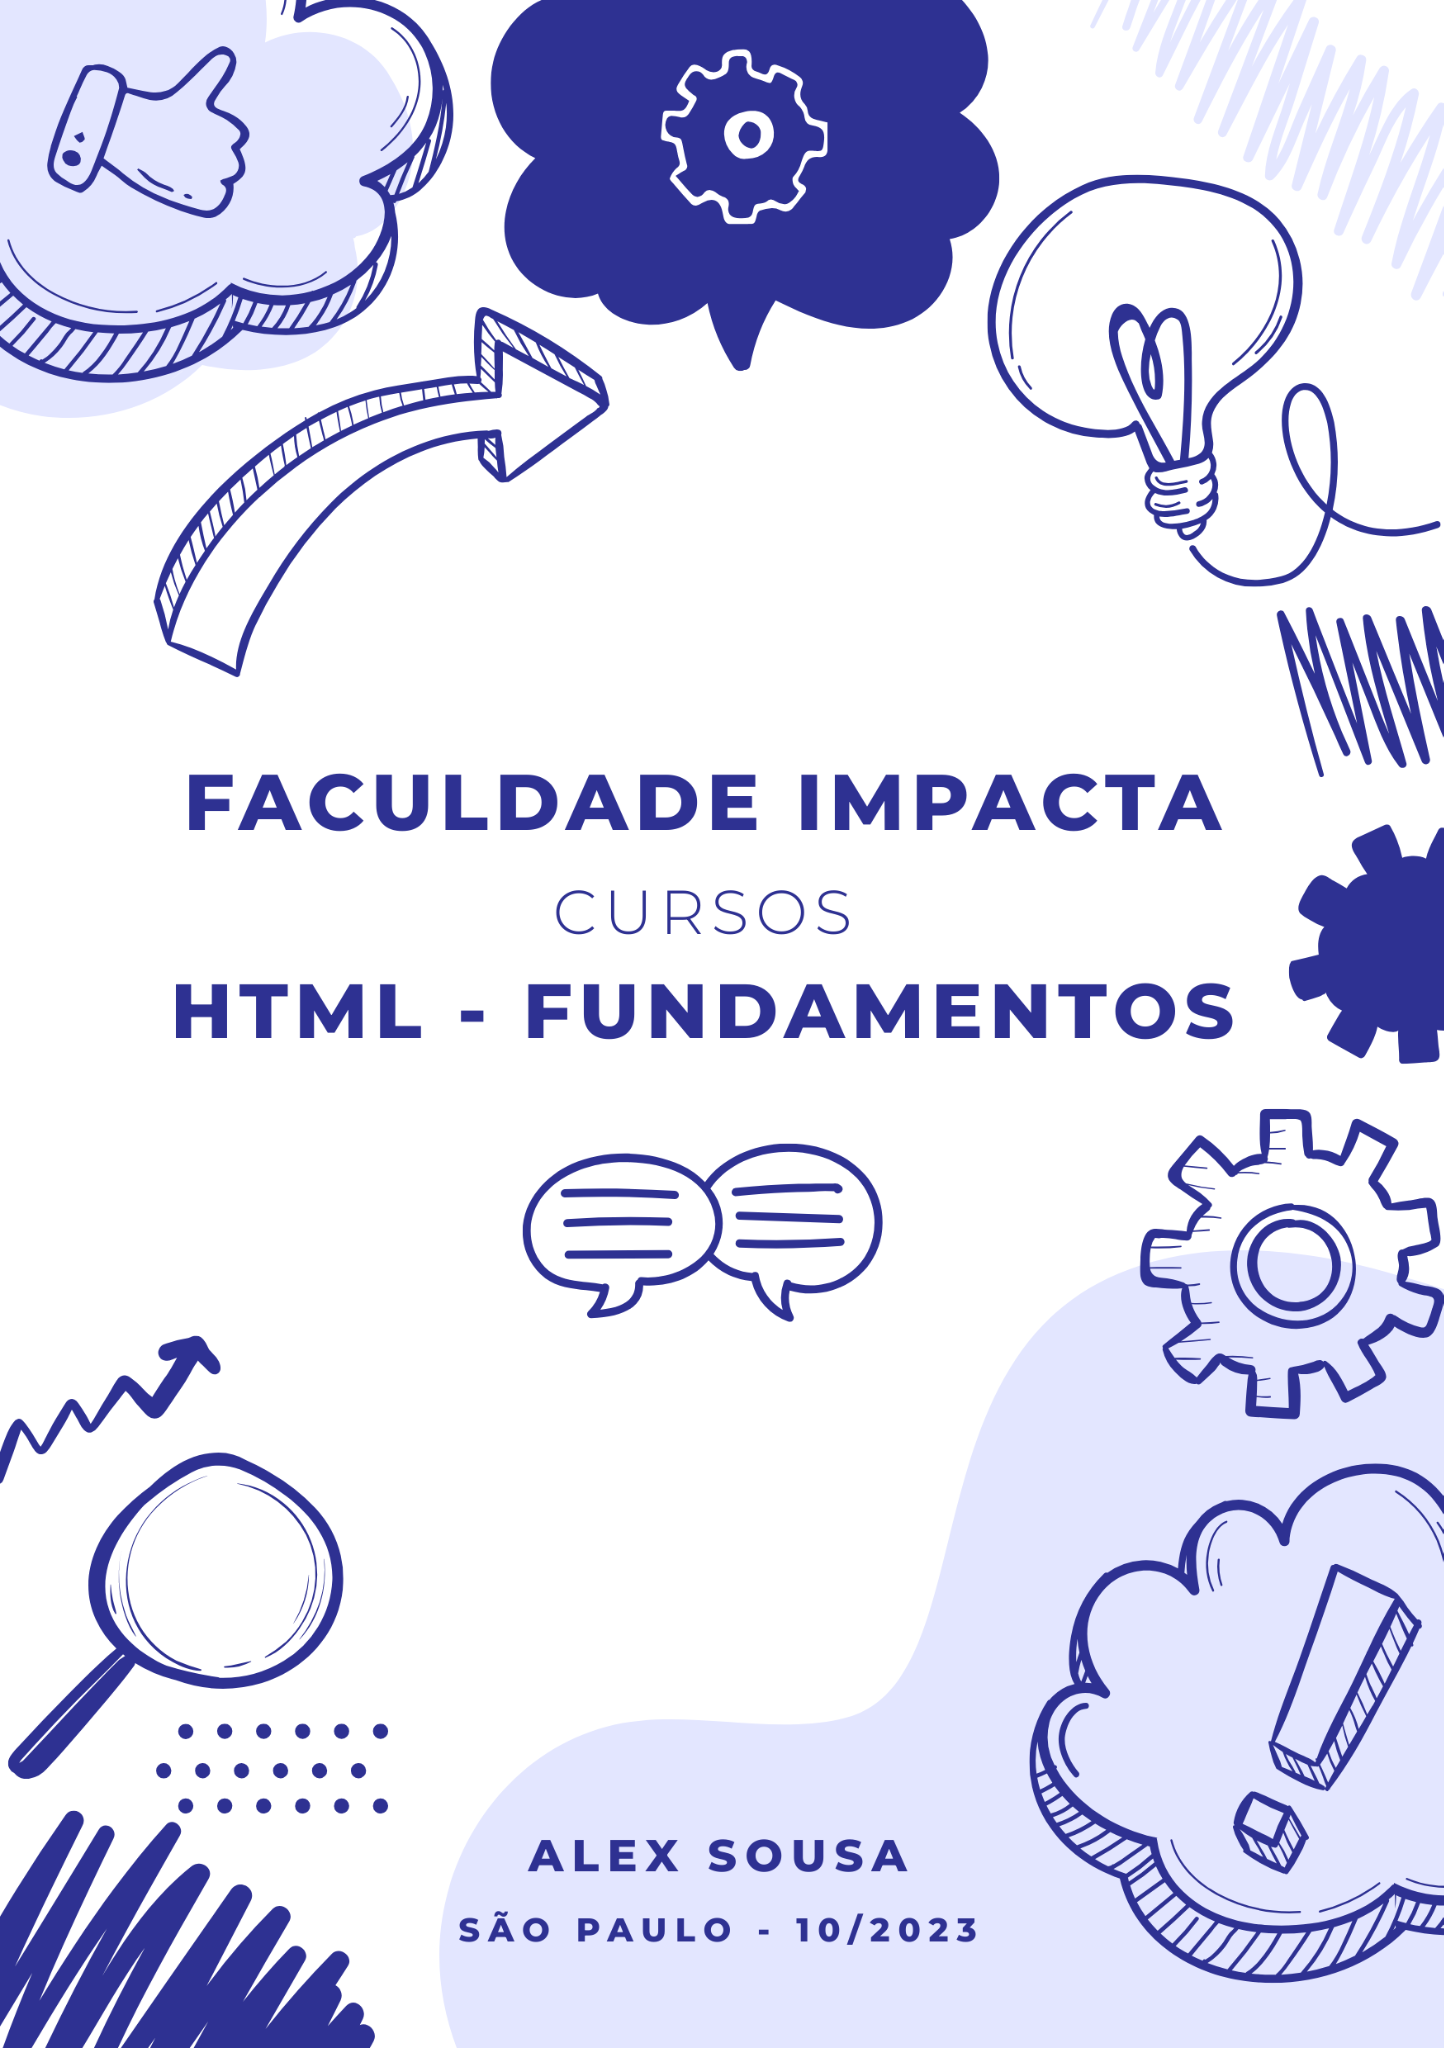 FACULDADE IMPACTA
CURSOS
HTML - FUNDAMENTOS
ALEX SOUSA
SÃO PAULO - 10/2023